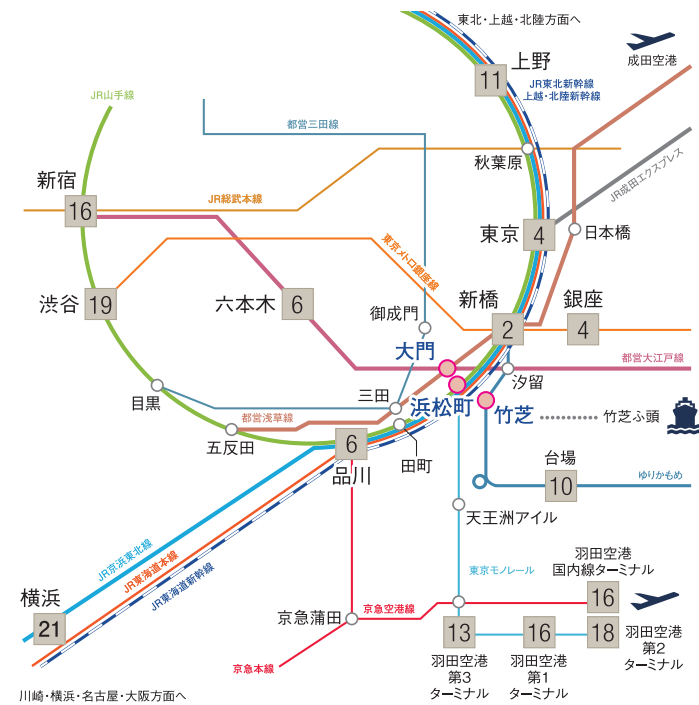 東北・上越・北陸方面へ
上野
11
JR東北新幹線
上越・北陸新幹線
成田空港
JR山手線
都営三田線
秋葉原
JR成田エクスプレス
新宿
16
JR総武本線
東京
4
日本橋
東京メトロ銀座線
渋谷
19
六本木
6
御成門
新橋
2
銀座
4
大門
都営大江戸線
汐留
目黒
三田
浜松町
竹芝
竹芝ふ頭
都営浅草線
五反田
田町
6
品川
台場
10
ゆりかもめ
天王洲アイル
JR京浜東北線
JR東海道本線
JR東海道新幹線
東京モノレール
羽田空港
国内線ターミナル
16
横浜
21
京急蒲田
京急空港線
13
16
18
羽田空港
第3
ターミナル
羽田空港
第1
ターミナル
羽田空港
第2
ターミナル
京急本線
川崎・横浜・名古屋・大阪方面へ